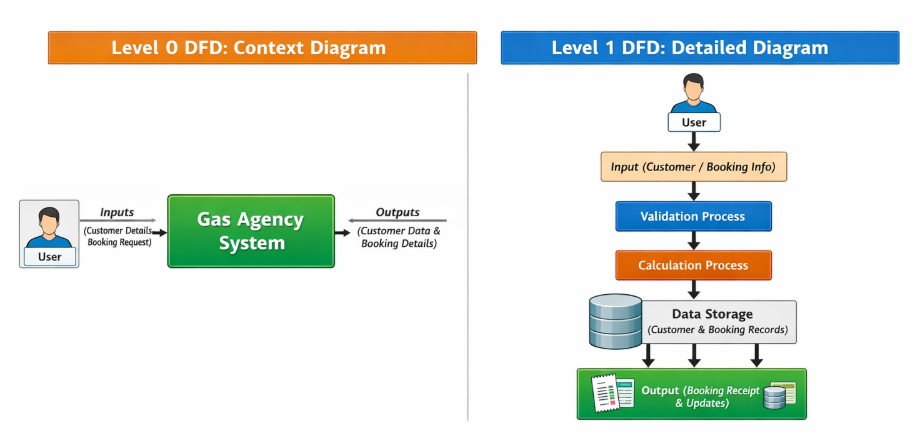 Level 0 DFD: Context Diagram
Level 1 DFD: Detailed Diagram
User
Inputs
(Customer Details
Booking Request)
Gas Agency
System
Outputs
(Customer Data &
Booking Details)
User
Input (Customer / Booking Info)
Validation Process
Calculation Process
Data Storage
(Customer & Booking Records)
Output (Booking Receipt
& Updates)